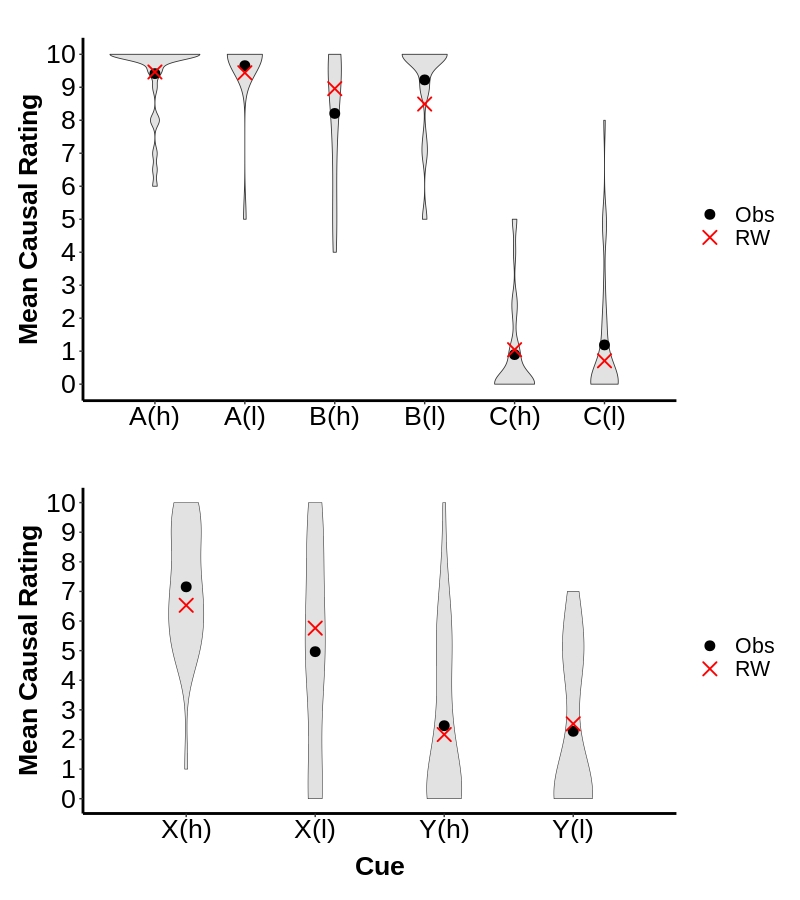 Mean Causal Rating
10
9
8
7
6
5
4
3
2
1
0
A(h) A(l) B(h) B(l) C(h) C(l)
Obs
RW
Mean Causal Rating
10
9
8
7
6
5
4
3
2
1
0
X(h) X(l) Y(h) Y(l)
Cue
Obs
RW